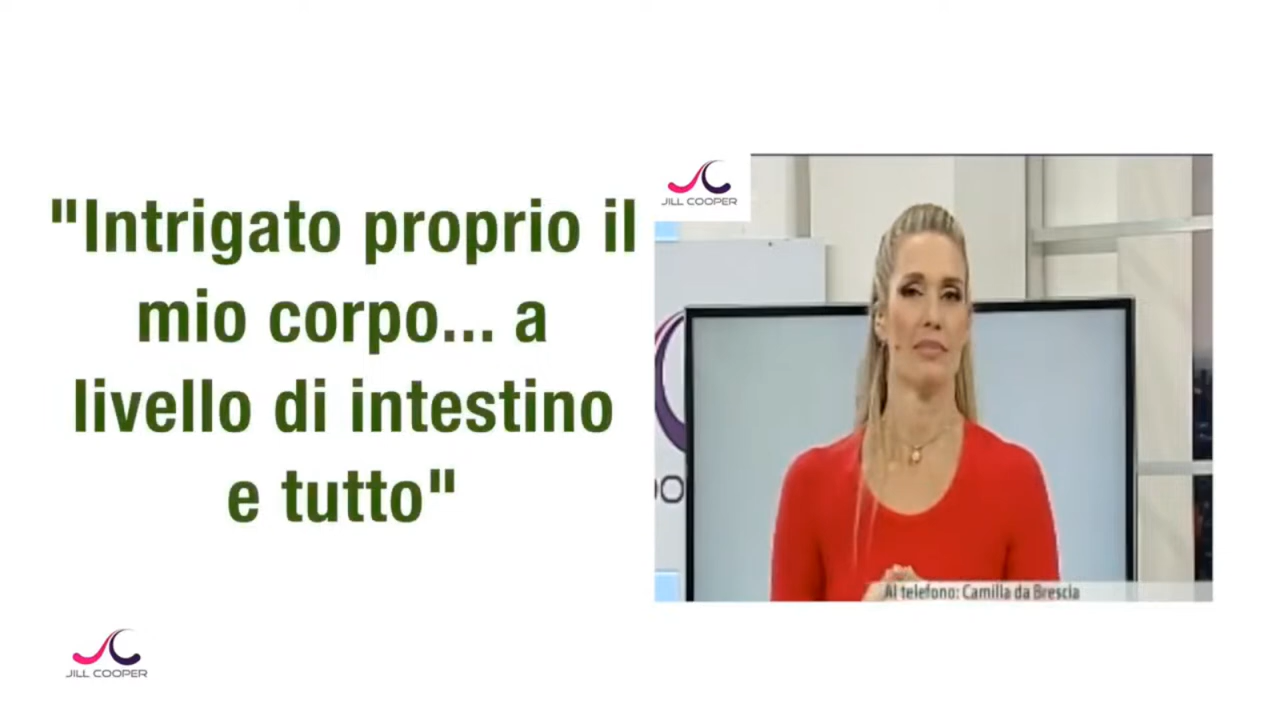 "Intrigato proprio il
mio corpo... a
livello di intestino
e tutto"
JILL COOPER
Al telefono: Camilla da Brescia
JILL COOPER